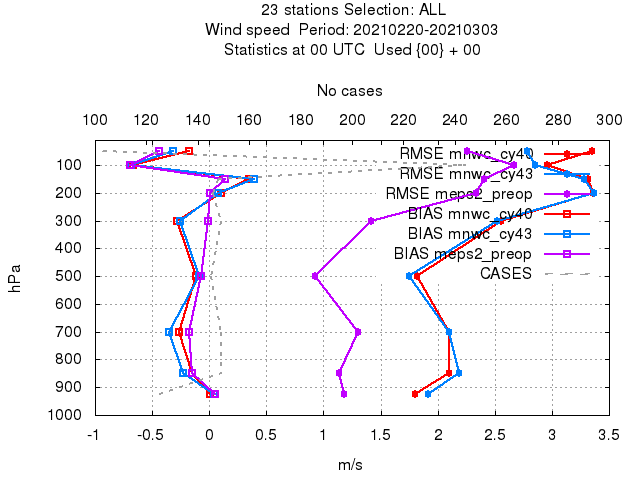 23 stations Selection: ALL
Wind speed  Period: 20210220-20210303
Statistics at 00 UTC  Used {00} + 00
No cases
100 120 140 160 180 200 220 240 260 280 300
RMSE mnwc_cy40
100
RMSE mnwc_cy43
200
RMSE meps2_preop
BIAS mnwc_cy40
300
BIAS mnwc_cy43
400
BIAS meps2_preop
hPa
CASES
500
600
700
800
900
1000
-1 -0.5 0 0.5 1 1.5 2 2.5 3 3.5
m/s